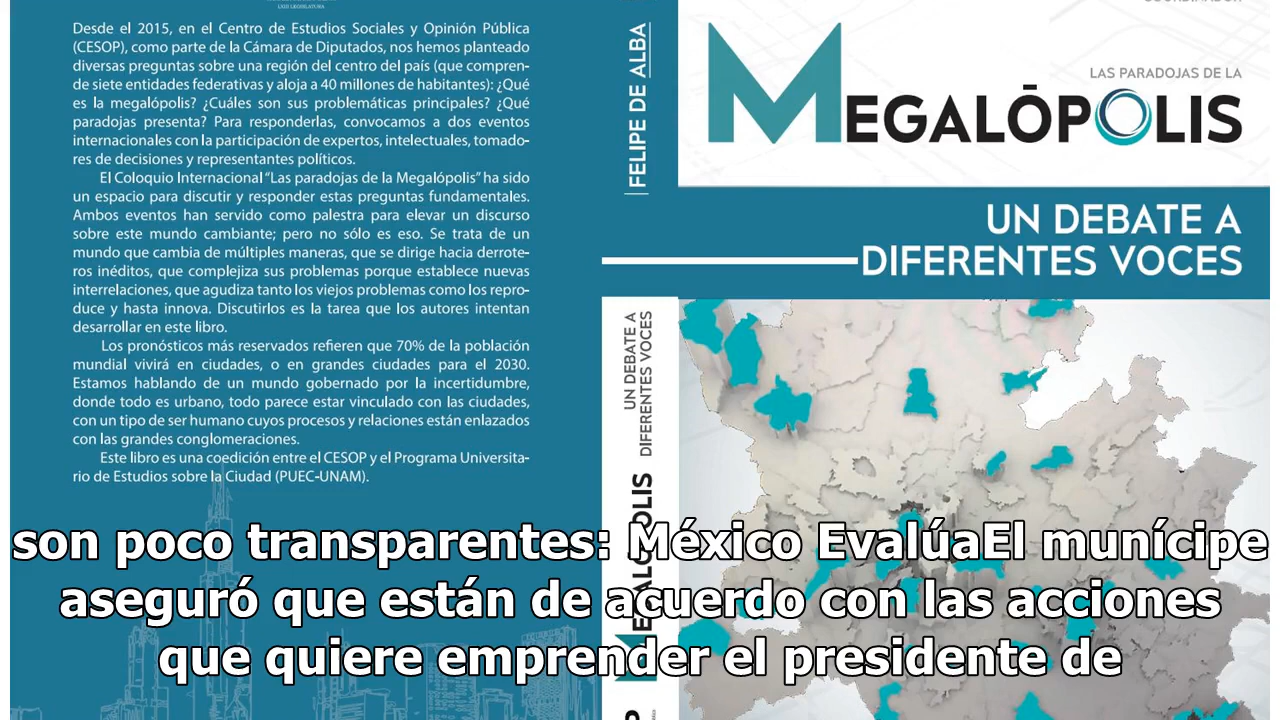 LXIII LEGISLATURA
Desde el 2015, en el Centro de Estudios Sociales y Opinión Pública
(CESOP), como parte de la Cámara de Diputados, nos hemos planteado
diversas preguntas sobre una región del centro del país (que compren-
de siete entidades federativas y aloja a 40 millones de habitantes): ¿Qué
es la megalópolis? ¿Cuáles son sus problemáticas principales? ¿Qué
paradojas presenta? Para responderlas, convocamos a dos eventos
internacionales con la participación de expertos, intelectuales, tomado-
res de decisiones y representantes políticos.
El Coloquio Internacional “Las paradojas de la Megalópolis” ha sido
un espacio para discutir y responder estas preguntas fundamentales.
Ambos eventos han servido como palestra para elevar un discurso
sobre este mundo cambiante; pero no sólo es eso. Se trata de un
mundo que cambia de múltiples maneras, que se dirige hacia derrote-
ros inéditos, que complejiza sus problemas porque establece nuevas
interrelaciones, que agudiza tanto los viejos problemas como los repro-
duce y hasta innova. Discutirlos es la tarea que los autores intentan
desarrollar en este libro.
Los pronósticos más reservados refieren que 70% de la población
mundial vivirá en ciudades, o en grandes ciudades para el 2030.
Estamos hablando de un mundo gobernado por la incertidumbre,
donde todo es urbano, todo parece estar vinculado con las ciudades,
con un tipo de ser humano cuyos procesos y relaciones están enlazados
con las grandes conglomeraciones.
Este libro es una coedición entre el CESOP y el Programa Universita-
rio de Estudios sobre la Ciudad (PUEC-UNAM).
FELIPE DE ALBA
UN DEBATE A
DIFERENTES VOCES
MEGALÓPOLIS
COORDINADOR
LAS PARADOJAS DE LA
MEGALŌPOLIS
UN DEBATE A
DIFERENTES VOCES
son poco transparentes: México EvalúaEl munícipe
aseguró que están de acuerdo con las acciones
que quiere emprender el presidente de